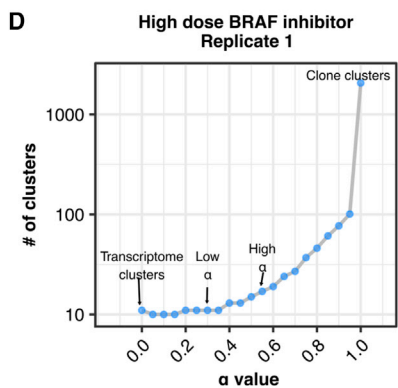 D
High dose BRAF inhibitor
Replicate 1
Clone clusters
1000
# of clusters
100
Transcriptome
clusters
Low
α
High
α
10
0.0
0.2
0.4
0.6
0.8
1.0
α value